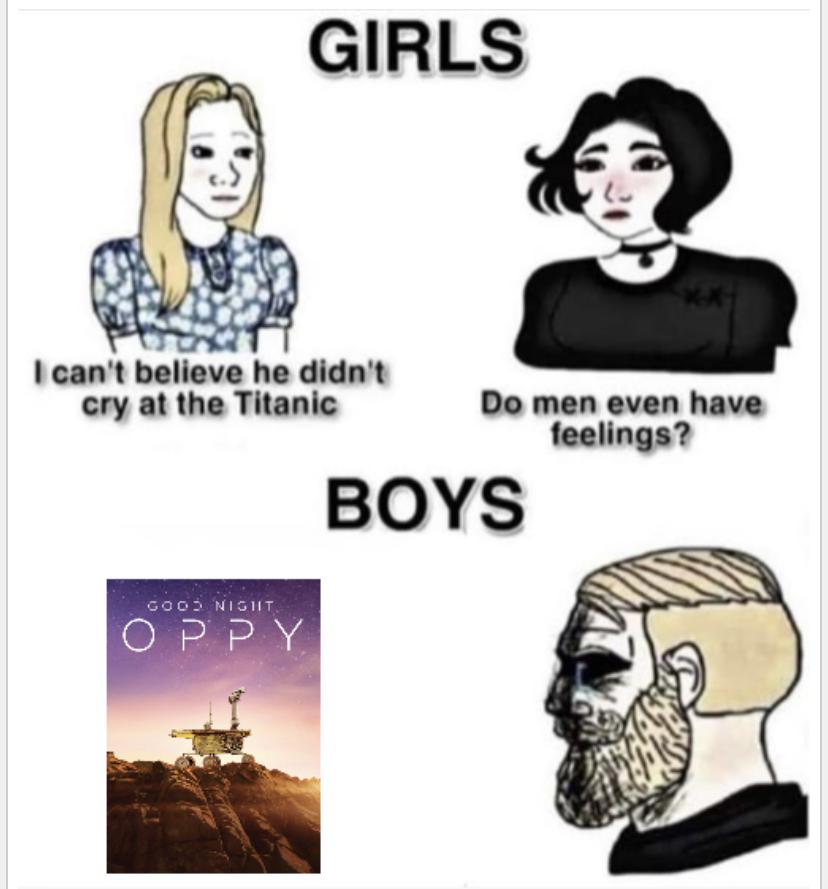 GIRLS
I can't believe he didn't
cry at the Titanic
Do men even have
feelings?
BOYS
GOOD NIGHT
OPPY